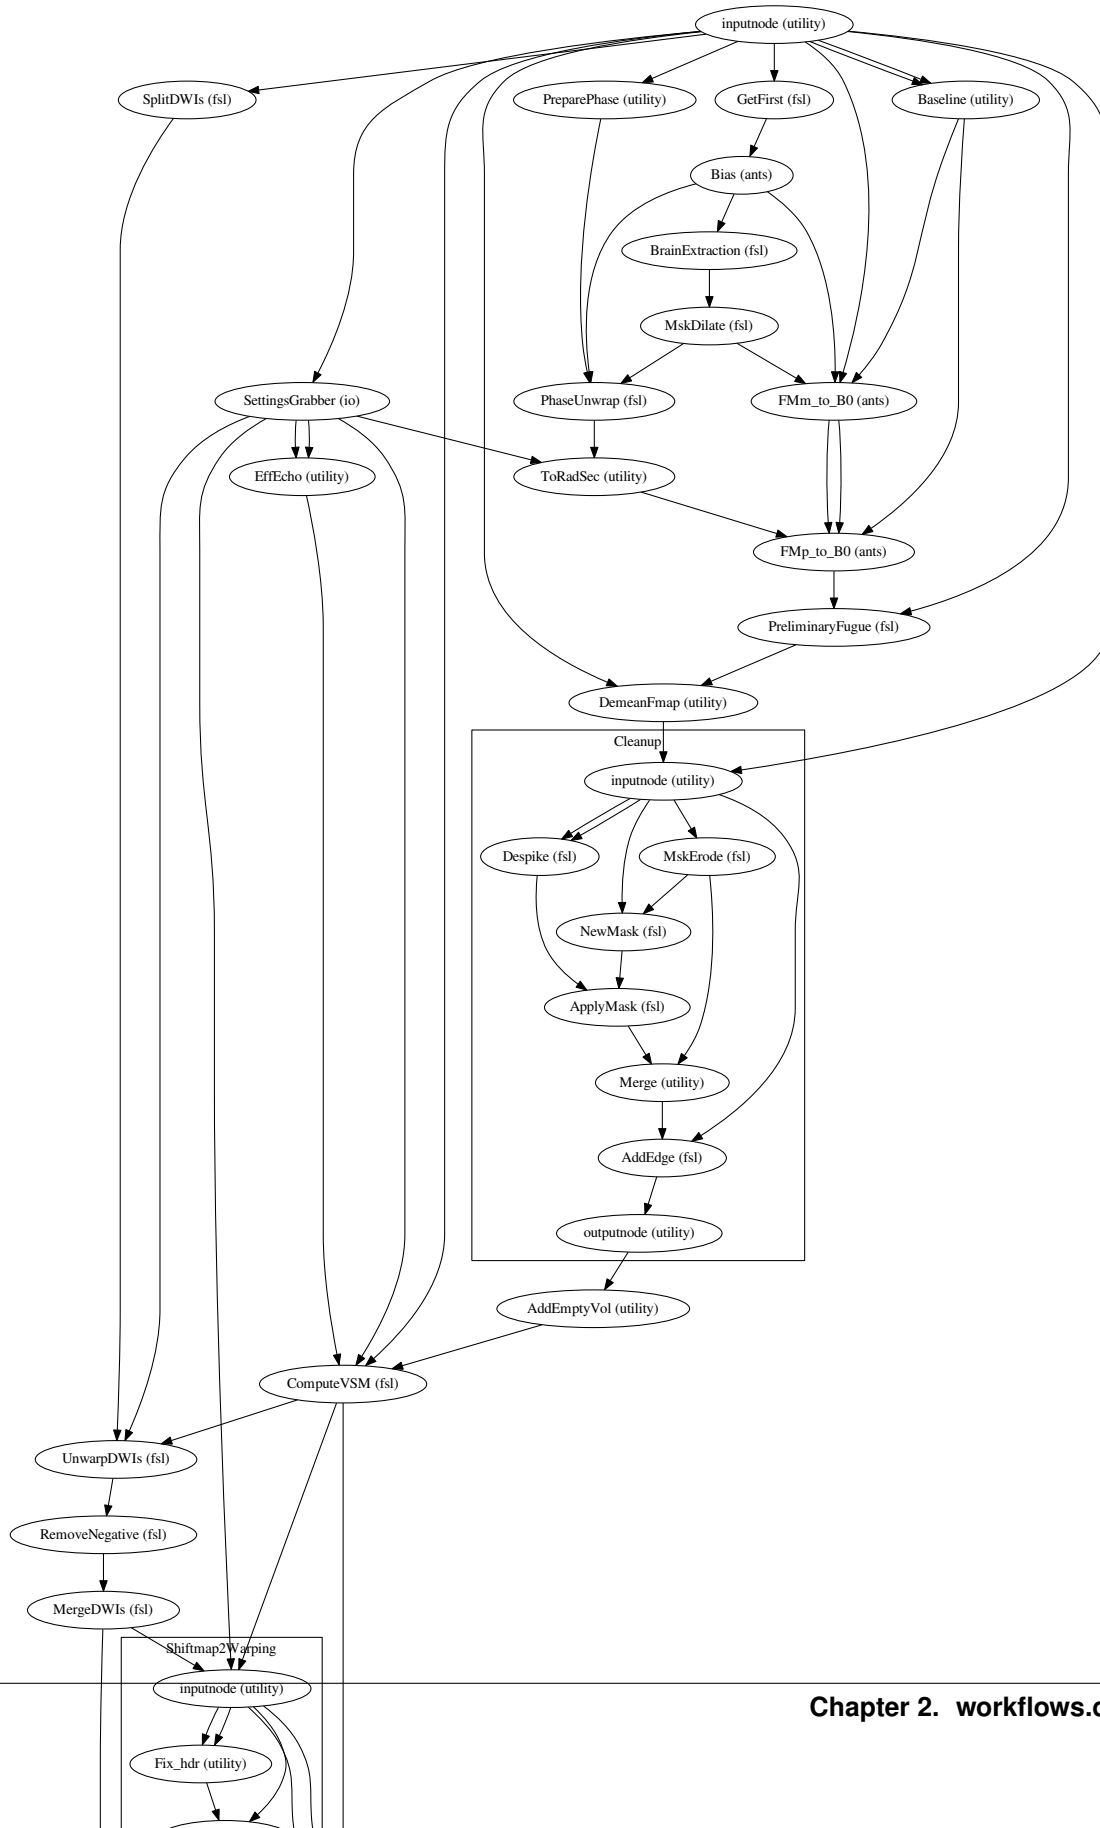 inputnode (utility)
SplitDWIs (fsl)
PreparePhase (utility)
GetFirst (fsl)
Baseline (utility)
Bias (ants)
BrainExtraction (fsl)
MskDilate (fsl)
SettingsGrabber (io)
PhaseUnwrap (fsl)
FMm_to_B0 (ants)
EffEcho (utility)
ToRadSec (utility)
FMp_to_B0 (ants)
PreliminaryFugue (fsl)
DemeanFmap (utility)
Cleanup
inputnode (utility)
Despike (fsl)
MskErode (fsl)
NewMask (fsl)
ApplyMask (fsl)
Merge (utility)
AddEdge (fsl)
outputnode (utility)
AddEmptyVol (utility)
ComputeVSM (fsl)
UnwarpDWIs (fsl)
RemoveNegative (fsl)
MergeDWIs (fsl)
Shiftmap2Warping
inputnode (utility)
Chapter 2. workflows.
Fix_hdr (utility)